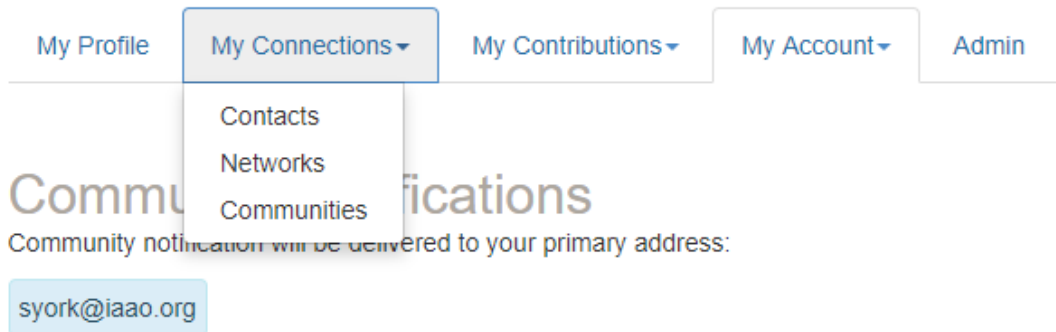 My Profile My Connections My Contributions My Account Admin
Contacts
Networks
Communities
Commu fications
Community notification will be delivered to your primary address:
syork@iaao.org